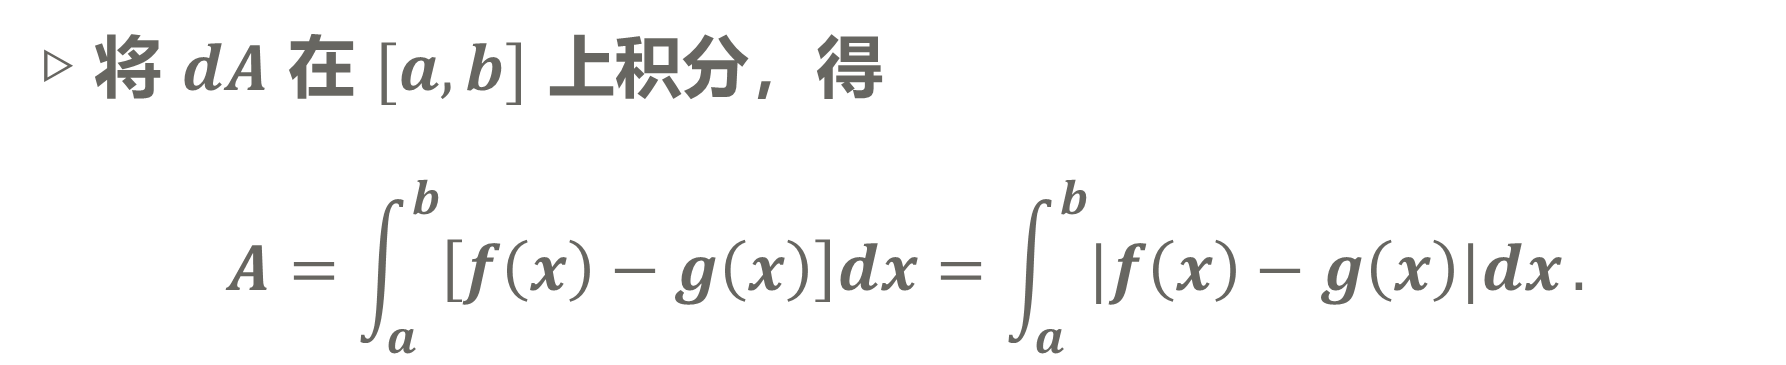 ▷ 将 dA 在 [a, b] 上积分，得
A = ∫_a^b [f(x) − g(x)]dx = ∫_a^b |f(x) − g(x)|dx.